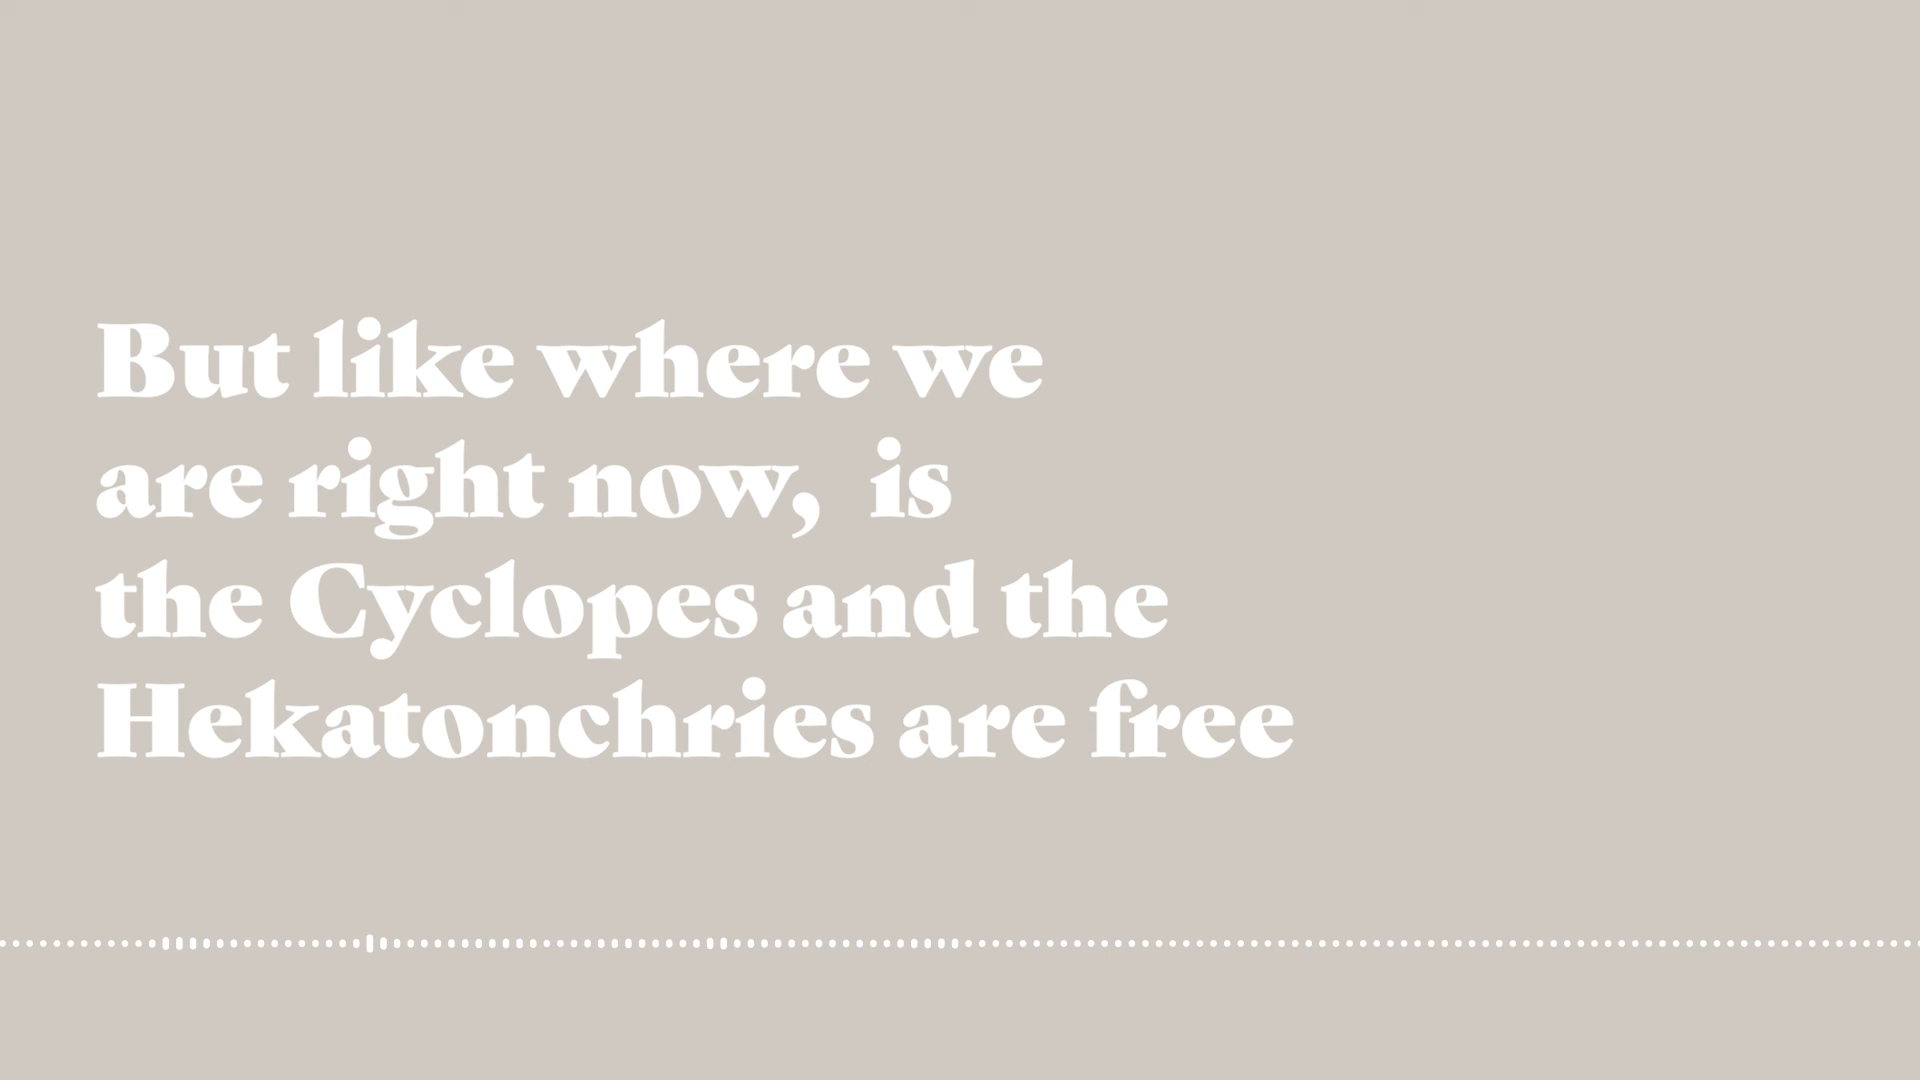 But like where we
are right now,  is
the Cyclopes and the
Hekatonchries are free